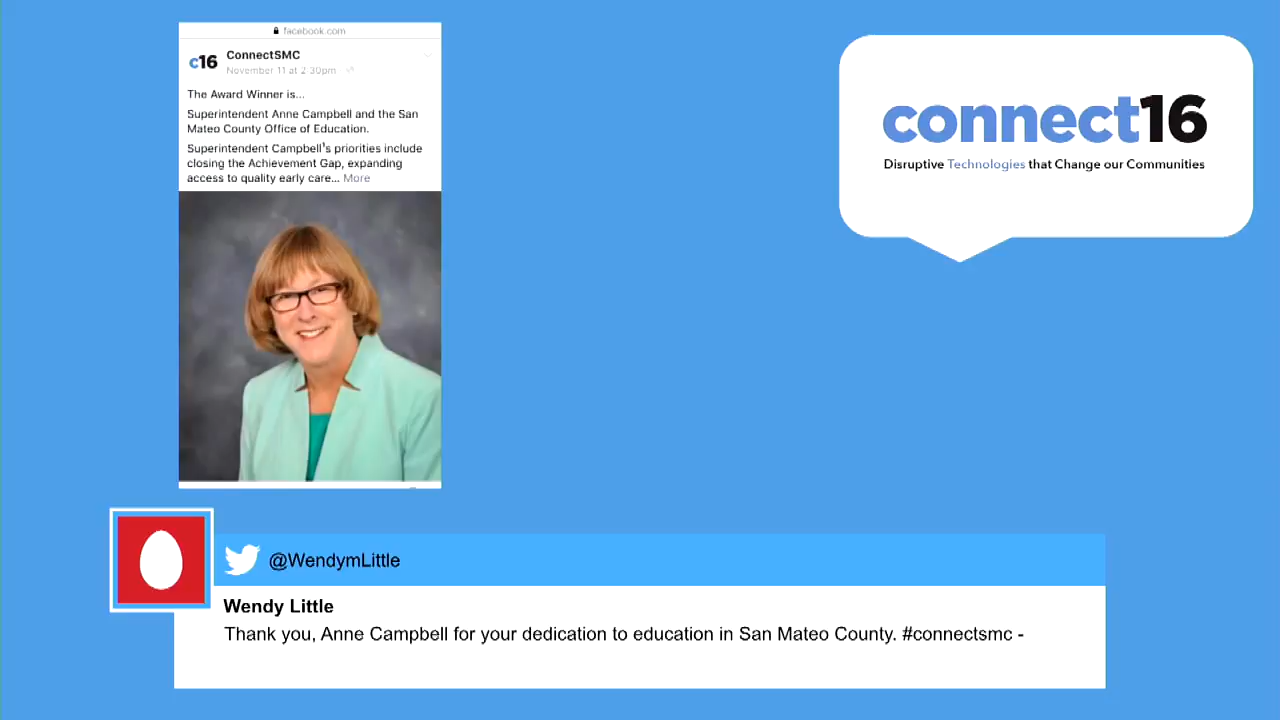 facebook.com
c16
ConnectSMC
November 11 at 2:30pm
The Award Winner is...
Superintendent Anne Campbell and the San
Mateo County Office of Education.
Superintendent Campbell's priorities include
closing the Achievement Gap, expanding
access to quality early care... More
connect16
Disruptive Technologies that Change our Communities
@WendymLittle
Wendy Little
Thank you, Anne Campbell for your dedication to education in San Mateo County. #connectsmc -